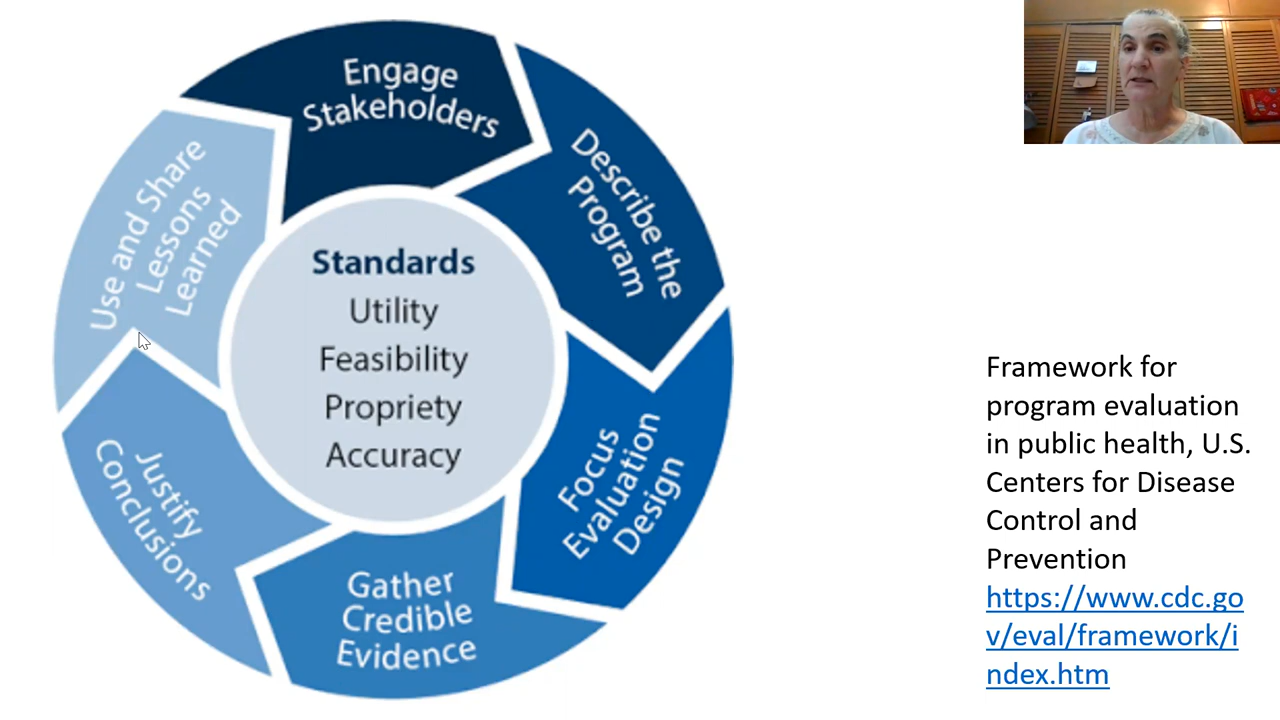 Engage
Stakeholders
Describe the
Program
Focus
Evaluation
Design
Gather
Credible
Evidence
Justify
Conclusions
Use and Share
Lessons
Learned
Standards
Utility
Feasibility
Propriety
Accuracy
Framework for
program evaluation
in public health, U.S.
Centers for Disease
Control and
Prevention
https://www.cdc.go
v/eval/framework/i
ndex.htm